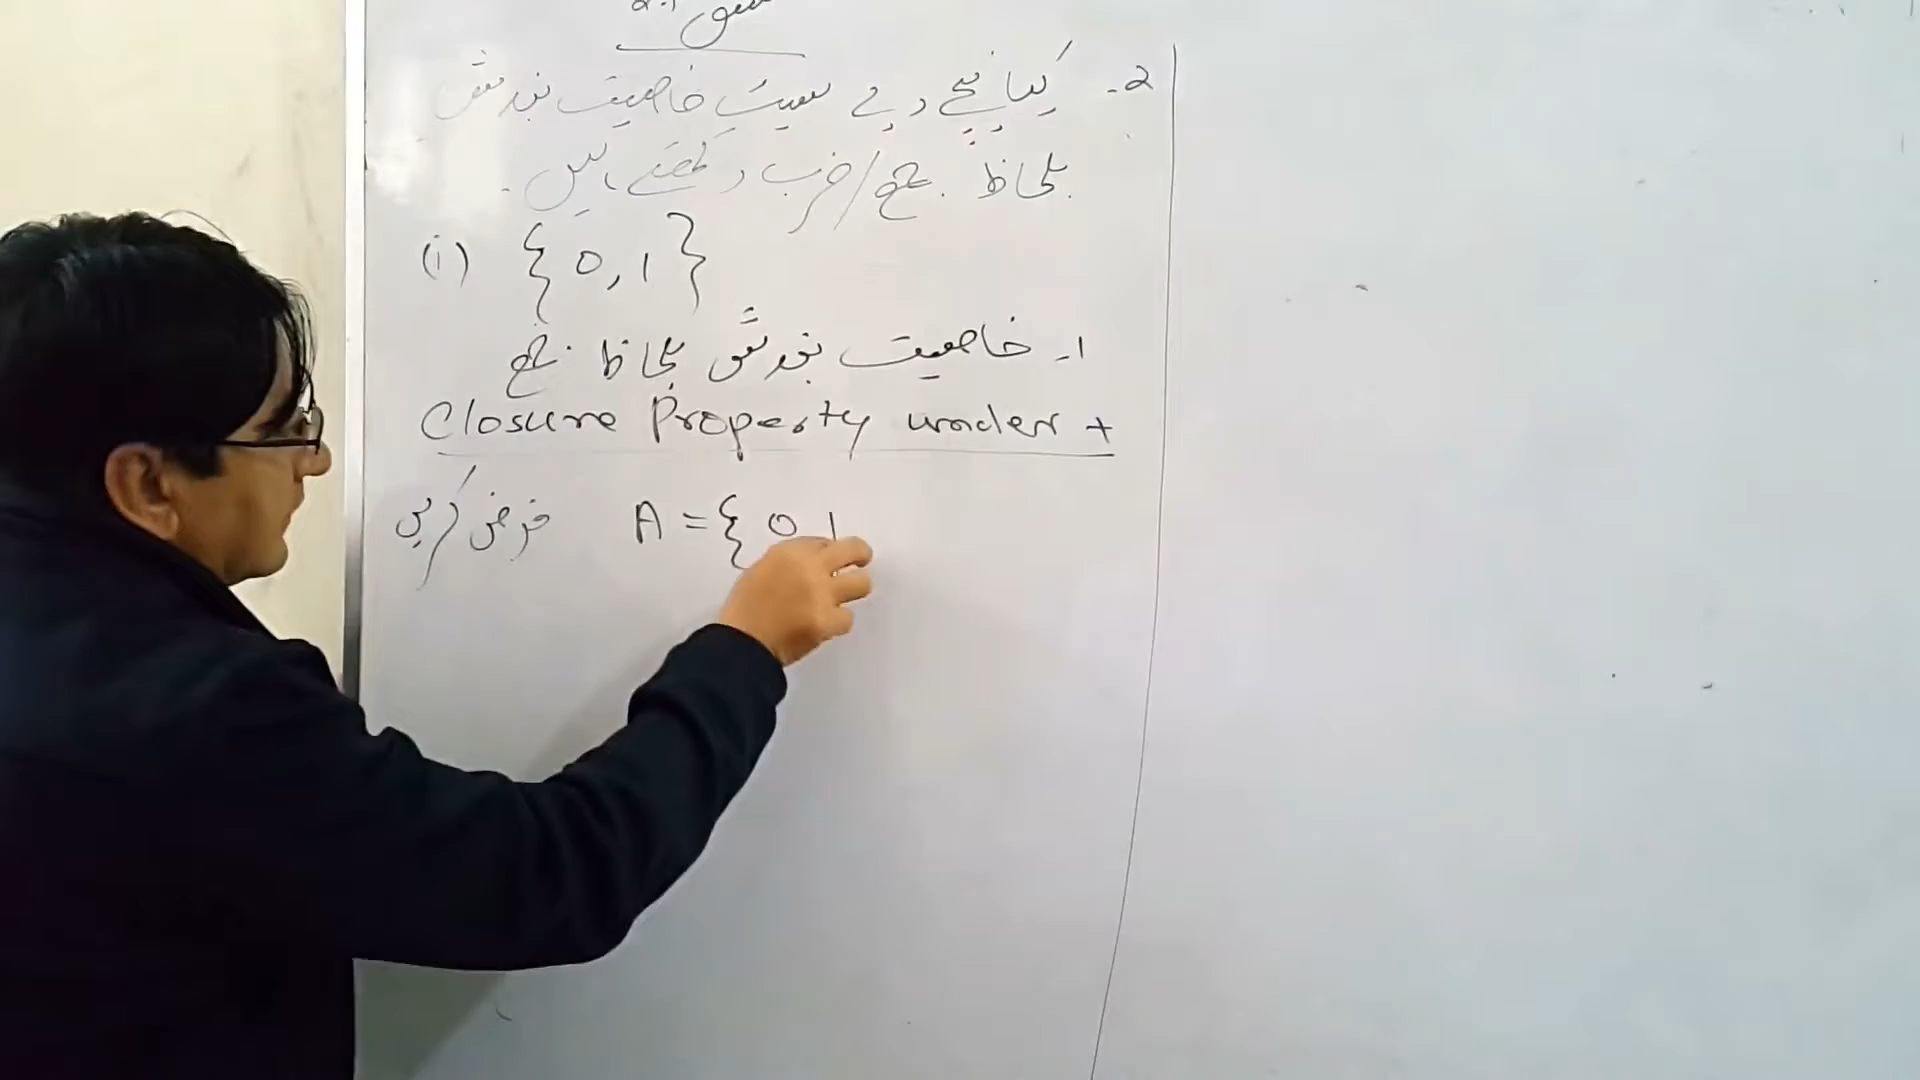 مشق 2.1
2- کیا نیچے دیے سیٹ خاصیت بندش
بلحاظ جمع/ضرب رکھتے ہیں۔
(i) {0,1}
1- خاصیت بندش بلحاظ جمع
Closure Property under +
فرض کریں A = {0,1